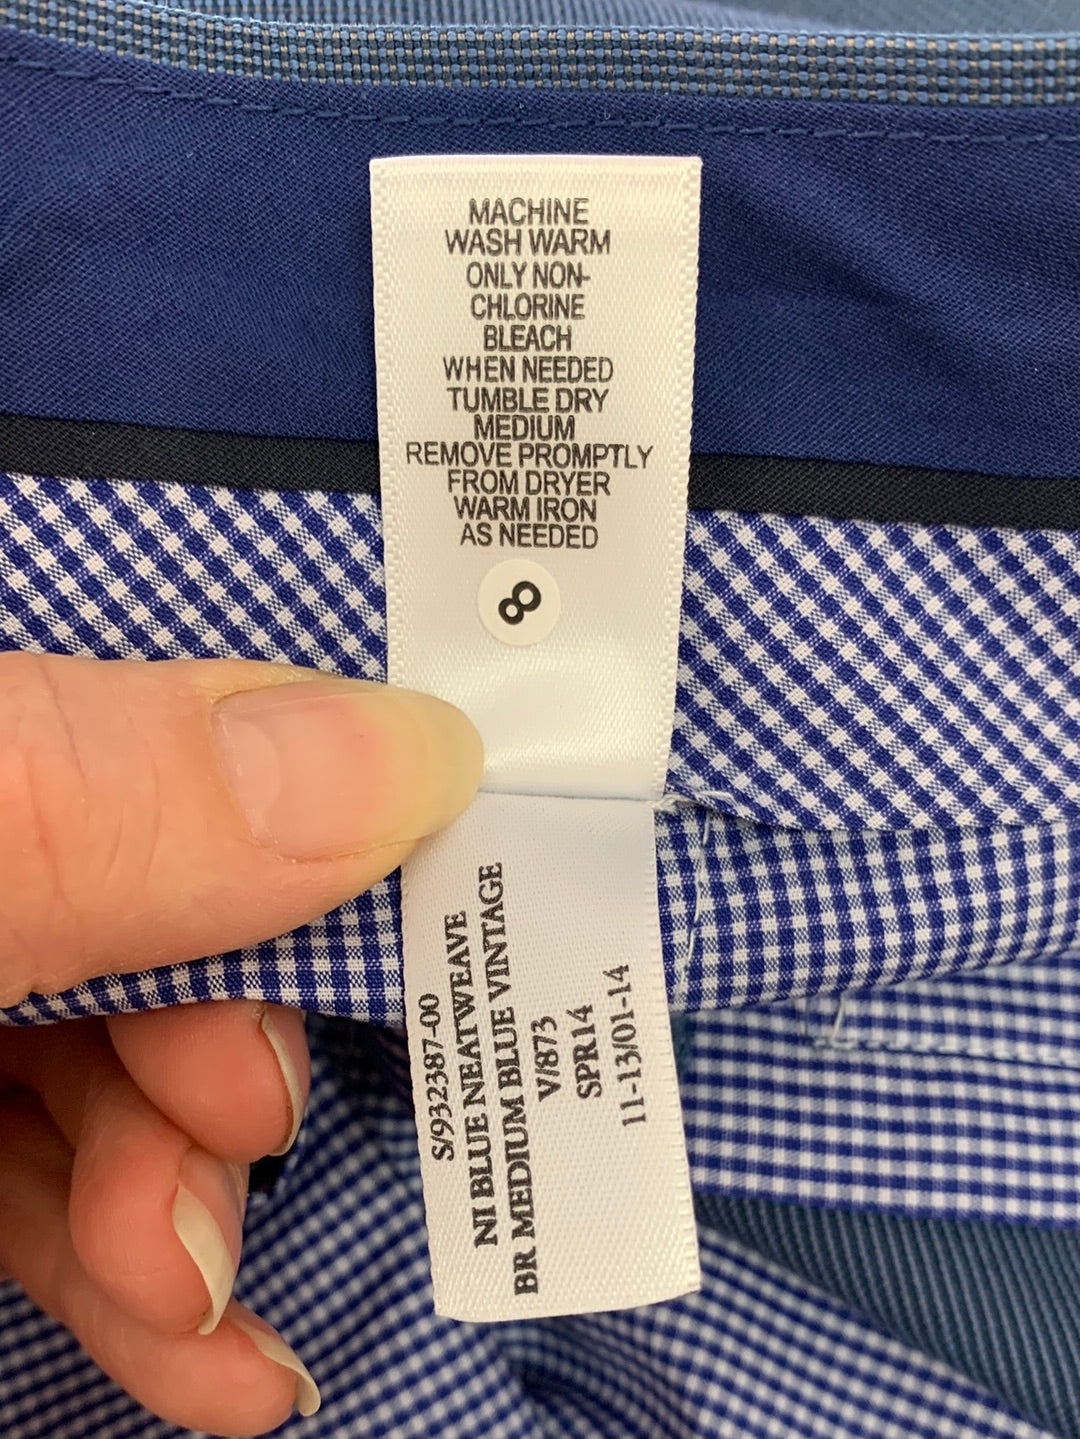 MACHINE
WASH WARM
ONLY NON-
CHLORINE
BLEACH
WHEN NEEDED
TUMBLE DRY
MEDIUM
REMOVE PROMPTLY
FROM DRYER
WARM IRON
AS NEEDED
8
S/932387-00
NI BLUE NEATWEAVE
BR MEDIUM BLUE VINTAGE
V/873
SPR14
11-13/01-14